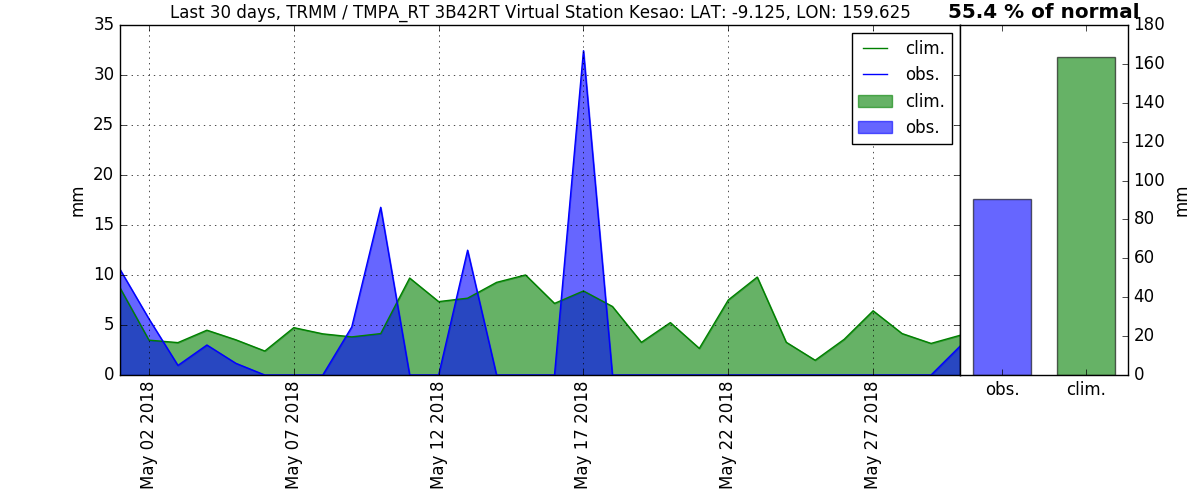 Last 30 days, TRMM / TMPA_RT 3B42RT Virtual Station Kesao: LAT: -9.125, LON: 159.625
55.4 % of normal
35
30
25
20
15
10
5
0
mm
clim.
obs.
clim.
obs.
180
160
140
120
100
80
60
40
20
0
mm
May 02 2018
May 07 2018
May 12 2018
May 17 2018
May 22 2018
May 27 2018
obs.
clim.